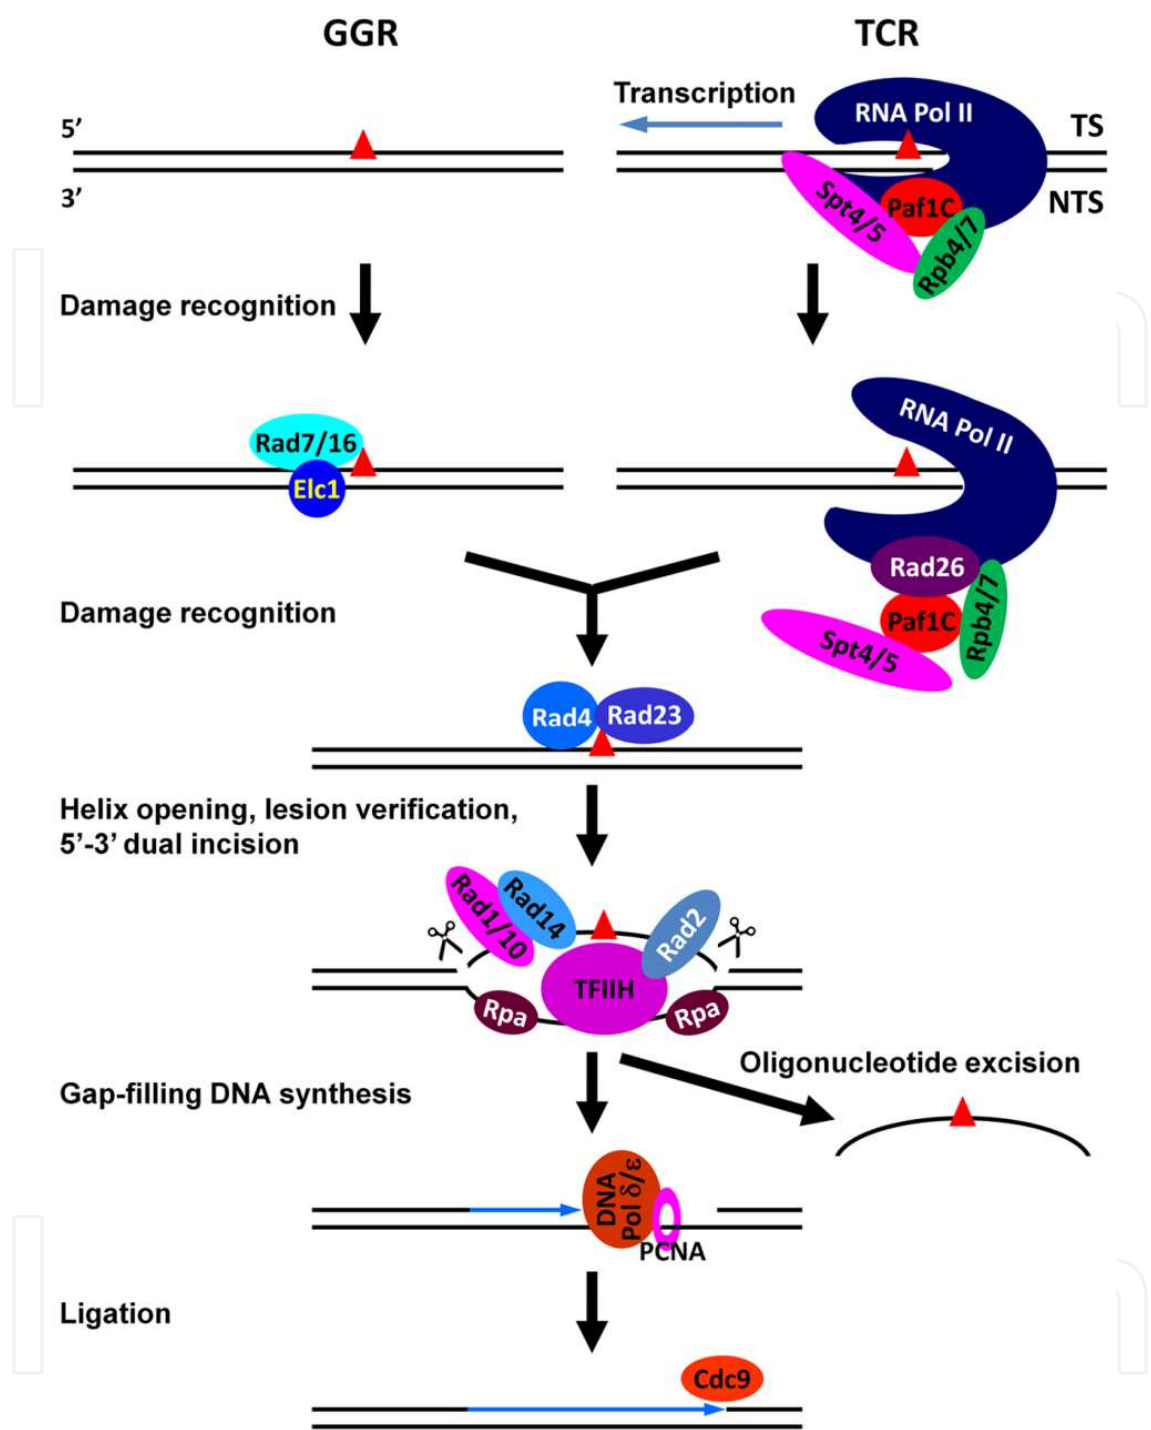 GGR
TCR
Transcription
RNA Pol II
TS
5’
3’
NTS
Spt4/5
Paf1C
Rpb4/7
Damage recognition
Rad7/16
Elc1
RNA Pol II
Rad26
Paf1C
Rpb4/7
Spt4/5
Damage recognition
Rad4
Rad23
Helix opening, lesion verification,
5’-3’ dual incision
Rad1/10
Rad14
Rad2
TFIIH
Rpa
Rpa
Oligonucleotide excision
Gap-filling DNA synthesis
DNA
Pol δ/ε
PCNA
Ligation
Cdc9